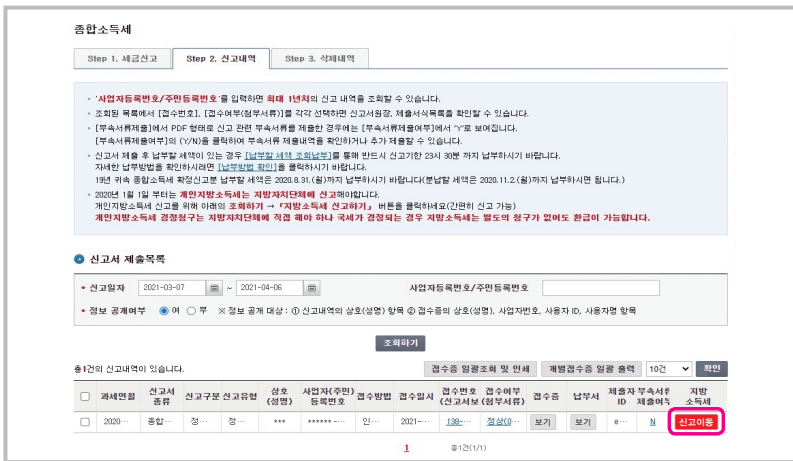 종합소득세
Step 1. 세금신고 Step 2. 신고내역 Step 3. 삭제내역
• '사업자등록번호/주민등록번호'를 입력하면 최대 1년치의 신고 내역을 조회할 수 있습니다.
• 조회된 목록에서 [접수번호], [접수여부(첨부서류)]를 각각 선택하면 신고서원장, 제출서식목록을 확인할 수 있습니다.
• [부속서류제출]에서 PDF 형태로 신고 관련 부속서류를 제출한 경우에는 [부속서류제출여부]에서 'Y'로 보여집니다.
[부속서류제출여부]의 (Y/N)을 클릭하여 부속서류 제출내역을 확인하거나 추가 제출할 수 있습니다.
• 신고서 제출 후 납부할 세액이 있는 경우 [납부할 세액 조회납부]를 통해 반드시 신고기한 23시 30분 까지 납부하시기 바랍니다.
자세한 납부방법을 확인하시려면 [납부방법 확인]을 클릭하시기 바랍니다.
19년 귀속 종합소득세 확정신고분 납부할 세액은 2020.8.31.(월)까지 납부하시기 바랍니다(분납할 세액은 2020.11.2.(월)까지 납부하시면 됩니다.)
• 2020년 1월 1일 부터는 개인지방소득세는 지방자치단체에 신고해야합니다.
개인지방소득세 신고를 위해 아래의 조회하기 → 『지방소득세 신고하기』 버튼을 클릭하세요(간편히 신고 가능)
개인지방소득세 경정청구는 지방자치단체에 직접 해야 하나 국세가 경정되는 경우 지방소득세는 별도의 청구가 없어도 환급이 가능합니다.
신고서 제출목록
* 신고일자 2021-03-07 ~ 2021-04-06 사업자등록번호/주민등록번호
* 정보 공개여부 여 부 ※ 정보 공개 대상 : ① 신고내역의 상호(성명) 항목 ② 접수증의 상호(성명), 사업자번호, 사용자 ID, 사용자명 항목
조회하기
총1건의 신고내역이 있습니다. 접수증 일괄조회 및 인쇄 개별접수증 일괄 출력 10건 확인
과세연월 신고서 종류 신고구분 신고유형 상호 (성명) 사업자(주민) 등록번호 접수방법 접수일시 접수번호 (신고서보 접수여부 (첨부서류) 접수증 납부서 제출자 ID 부속서류 제출여부 지방 소득세
2020… 종합… 정… 정… *** ******-… 인… 2021-… 138-… 정상(0… 보기 보기 e… N 신고이동
1 총1건(1/1)